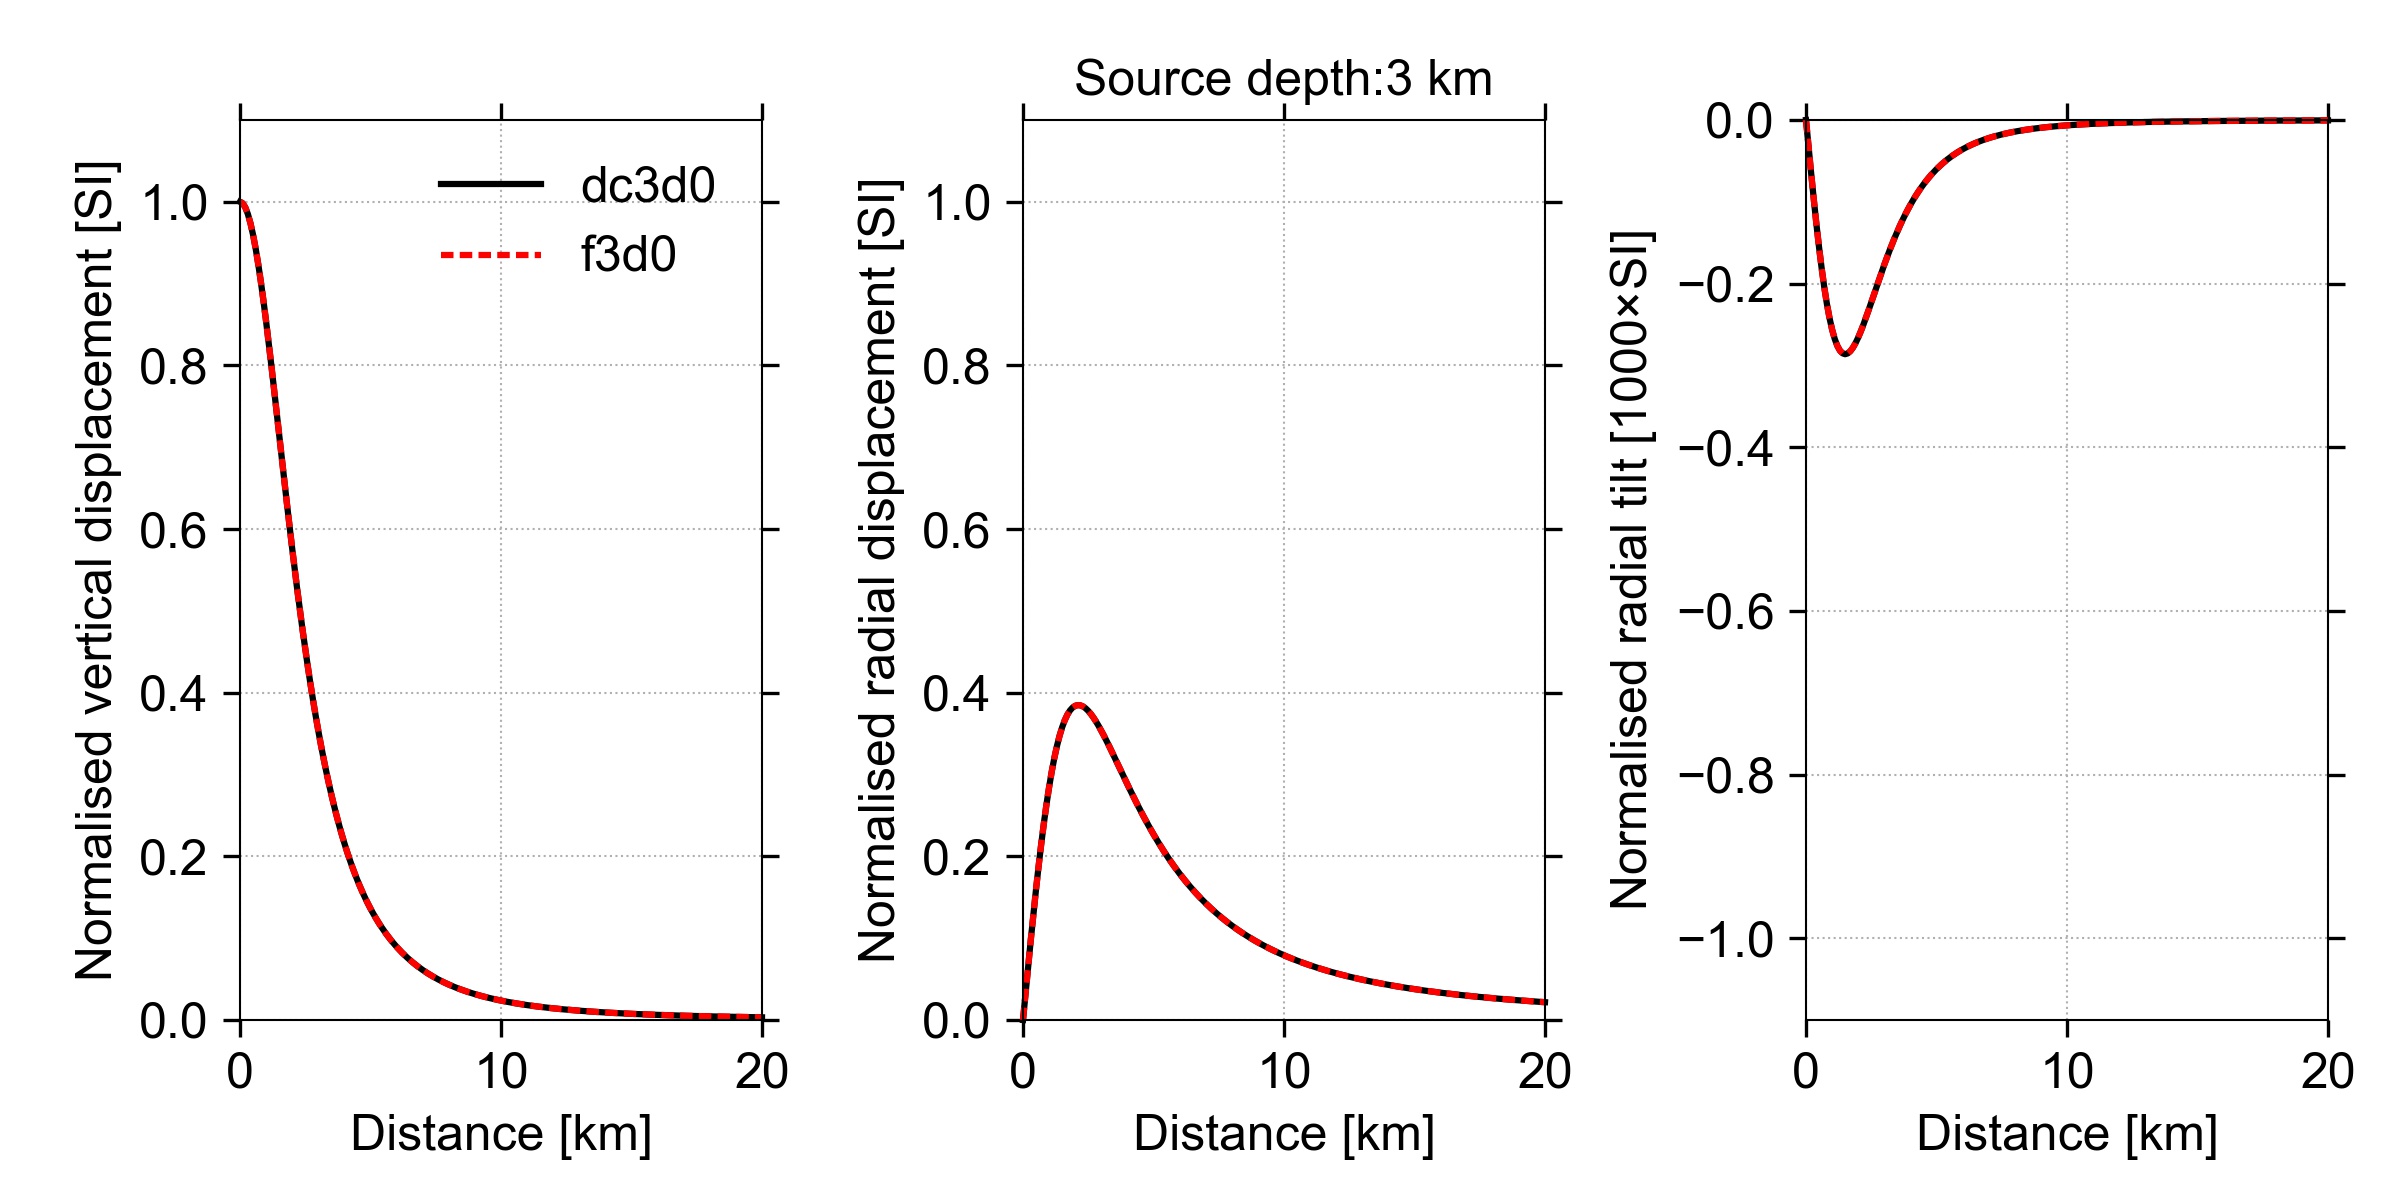 Source depth:3 km
Normalised vertical displacement [SI]
1.0
0.8
0.6
0.4
0.2
0.0
dc3d0
f3d0
0 10 20
Distance [km]
Normalised radial displacement [SI]
1.0
0.8
0.6
0.4
0.2
0.0
0 10 20
Distance [km]
Normalised radial tilt [1000×SI]
0.0
−0.2
−0.4
−0.6
−0.8
−1.0
0 10 20
Distance [km]